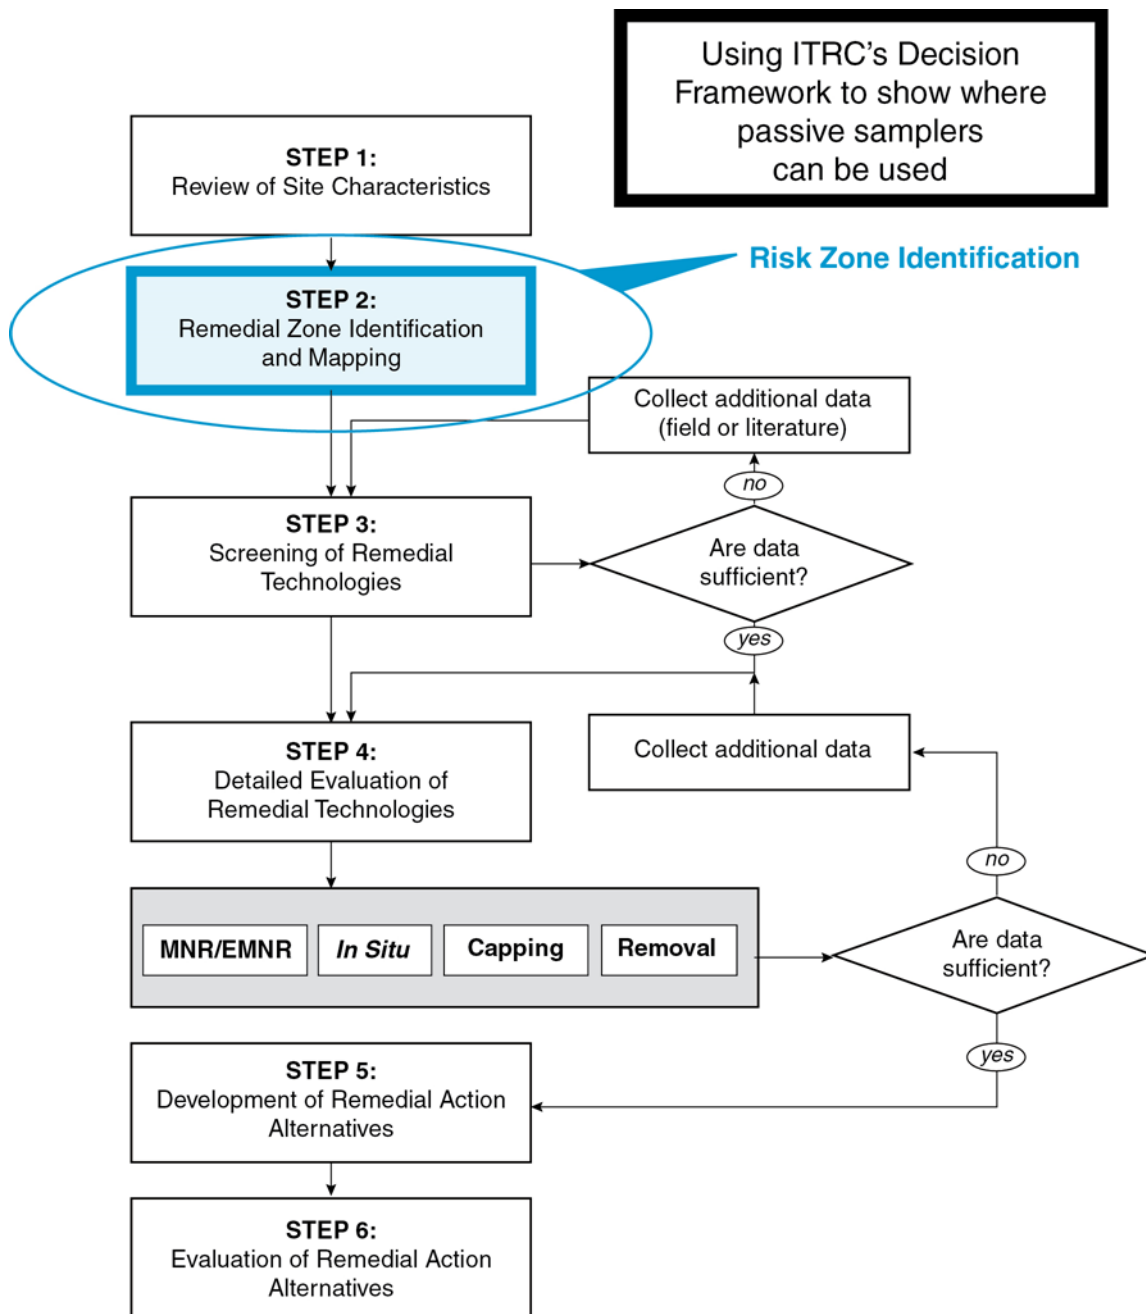 Using ITRC's Decision
Framework to show where
passive samplers
can be used
STEP 1:
Review of Site Characteristics
Risk Zone Identification
STEP 2:
Remedial Zone Identification
and Mapping
Collect additional data
(field or literature)
no
STEP 3:
Screening of Remedial
Technologies
Are data
sufficient?
yes
STEP 4:
Detailed Evaluation of
Remedial Technologies
Collect additional data
no
MNR/EMNR
In Situ
Capping
Removal
Are data
sufficient?
yes
STEP 5:
Development of Remedial Action
Alternatives
STEP 6:
Evaluation of Remedial Action
Alternatives